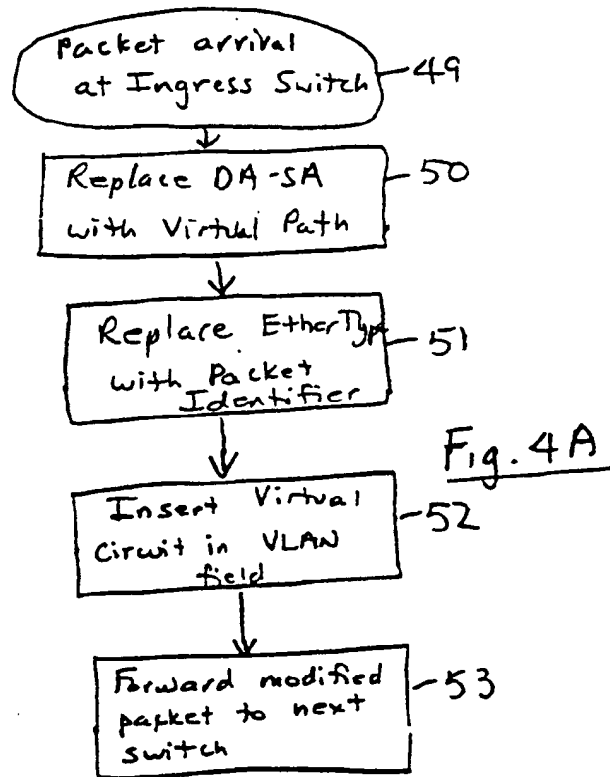 Packet arrival
at Ingress Switch
49
Replace DA-SA
with Virtual Path
50
Replace EtherType
with Packet
Identifier
51
Fig. 4A
Insert Virtual
Circuit in VLAN
field
52
Forward modified
packet to next
switch
53